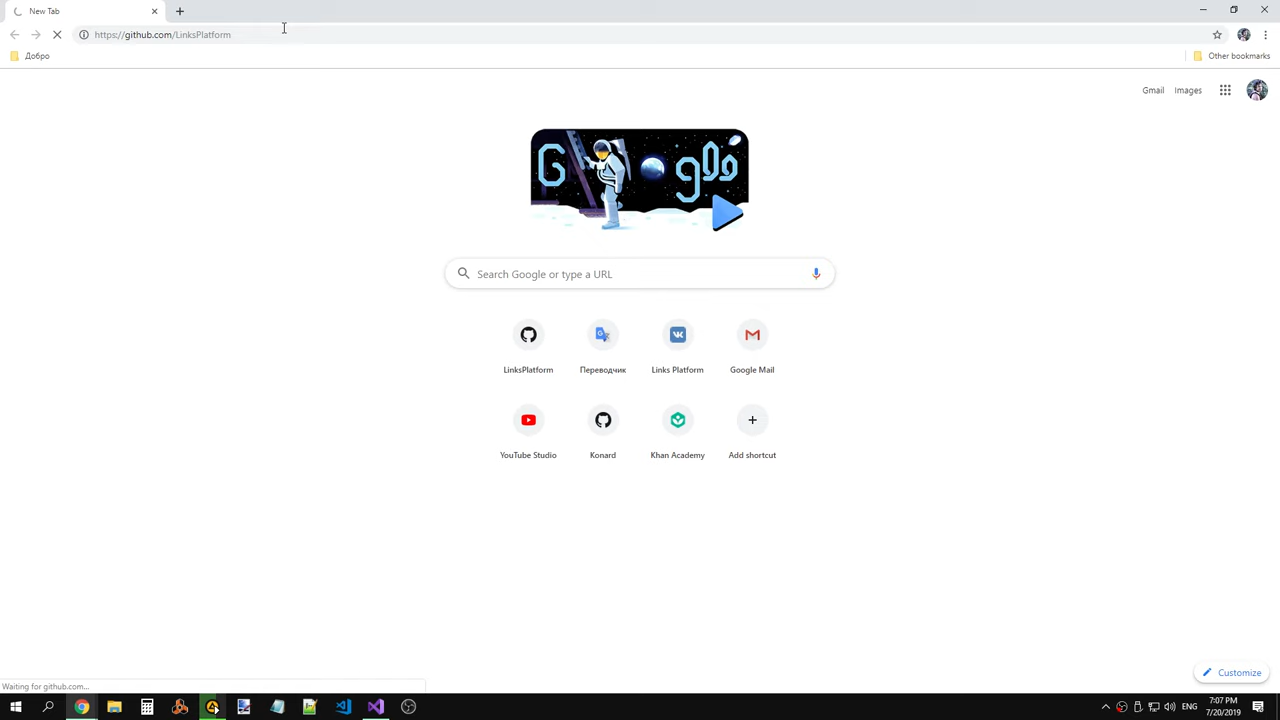 New Tab
https://github.com/LinksPlatform
Добро
Other bookmarks
Gmail Images
Google
Search Google or type a URL
LinksPlatform Переводчик Links Platform Google Mail
YouTube Studio Konard Khan Academy Add shortcut
Customize
Waiting for github.com...
ENG
7:07 PM
7/20/2019